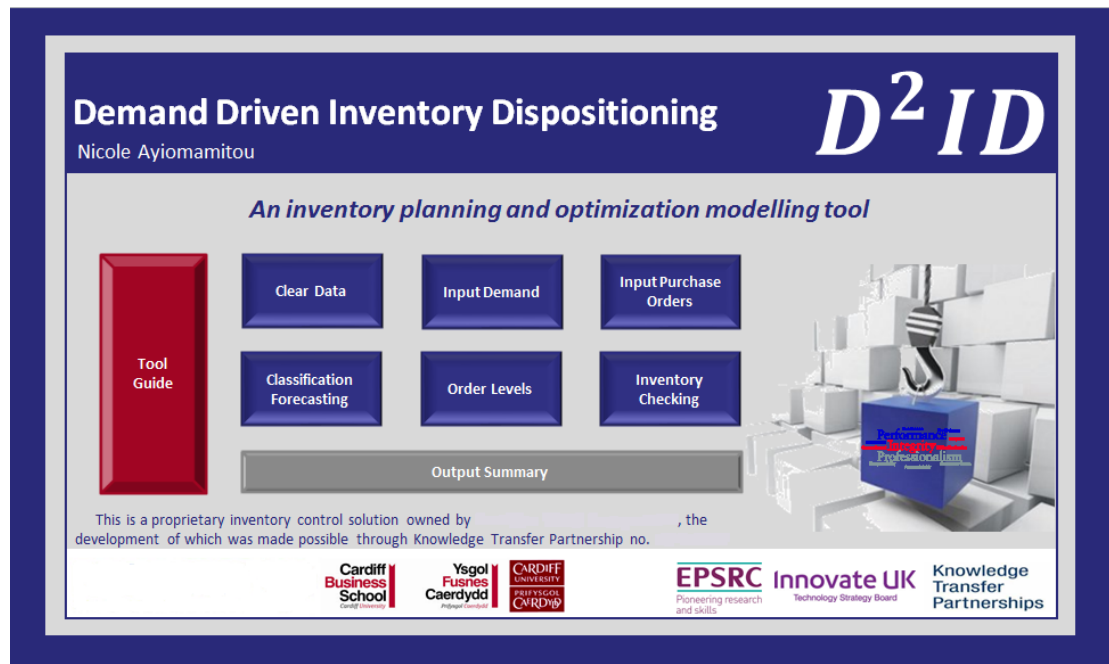 Demand Driven Inventory Dispositioning
Nicole Ayiomamitou
D² ID
An inventory planning and optimization modelling tool
Tool
Guide
Clear Data
Input Demand
Input Purchase
Orders
Classification
Forecasting
Order Levels
Inventory
Checking
Output Summary
Performance
Integrity
Professionalism
This is a proprietary inventory control solution owned by , the
development of which was made possible through Knowledge Transfer Partnership no.
Cardiff
Business
School
Cardiff University
Ysgol
Fusnes
Caerdydd
Prifysgol Caerdydd
CARDIFF
UNIVERSITY
PRIFYSGOL
CAERDYDD
EPSRC
Pioneering research
and skills
Innovate UK
Technology Strategy Board
Knowledge
Transfer
Partnerships